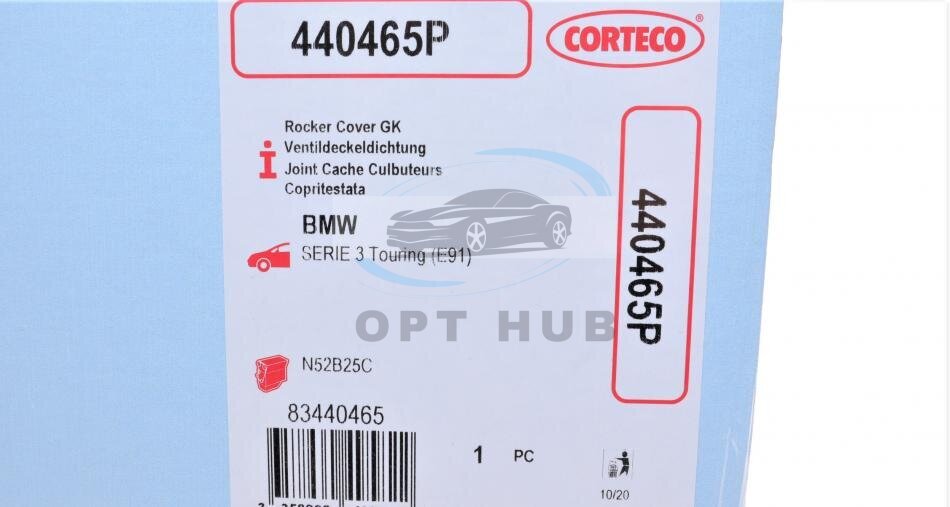 440465P
CORTECO®
Rocker Cover GK
Ventildeckeldichtung
Joint Cache Culbuteurs
Copritestata
BMW
SERIE 3 Touring (E91)
440465P
OPT HUB
N52B25C
83440465
1 PC
10/20